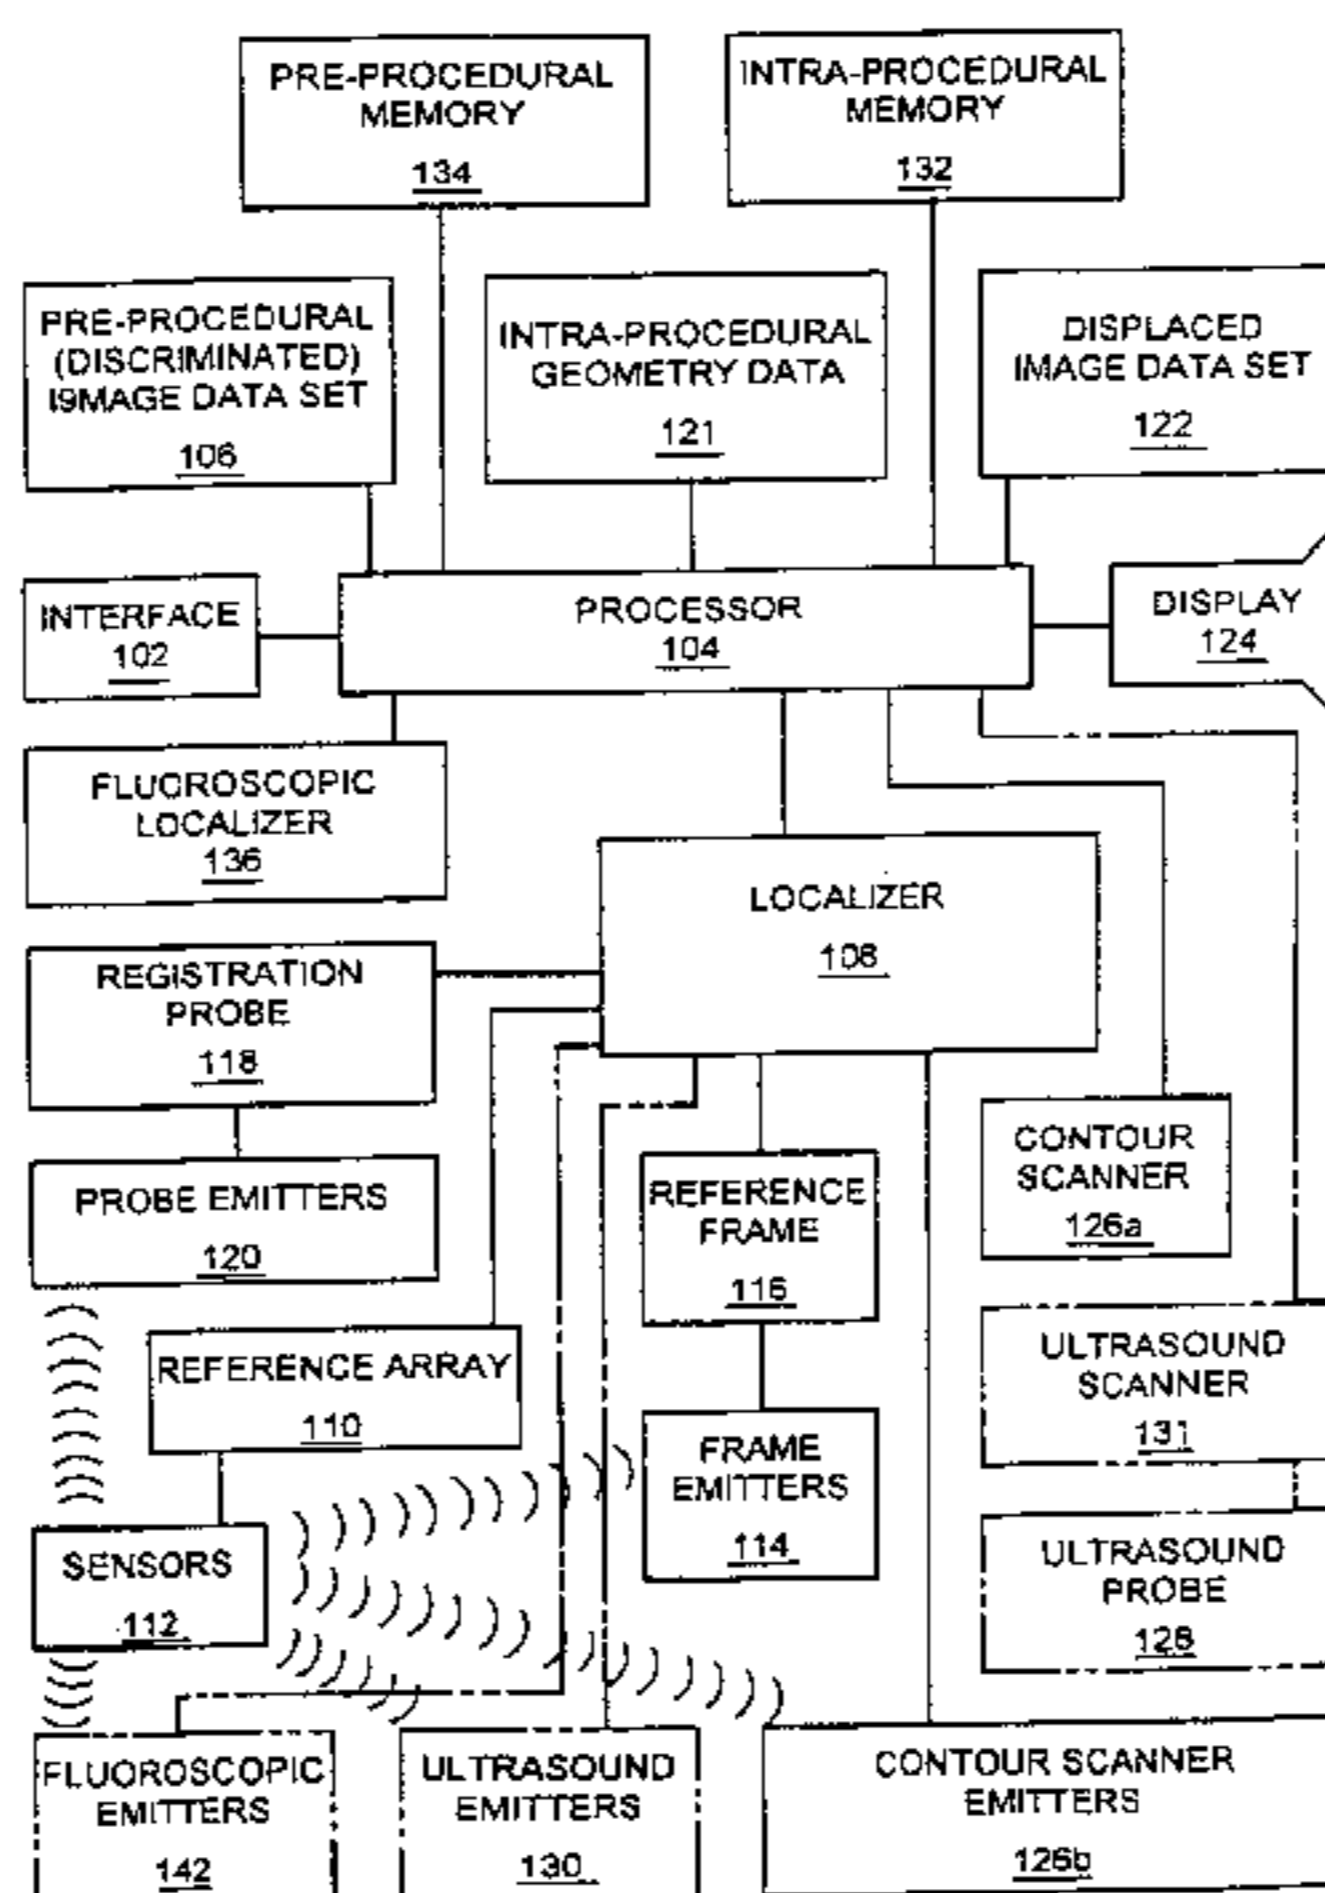 PRE-PROCEDURAL
MEMORY
134
INTRA-PROCEDURAL
MEMORY
132
PRE-PROCEDURAL
(DISCRIMINATED)
I9MAGE DATA SET
106
INTRA-PROCEDURAL
GEOMETRY DATA
121
DISPLACED
IMAGE DATA SET
122
INTERFACE
102
PROCESSOR
104
DISPLAY
124
FLUOROSCOPIC
LOCALIZER
136
LOCALIZER
108
REGISTRATION
PROBE
118
PROBE EMITTERS
120
REFERENCE
FRAME
116
CONTOUR
SCANNER
126a
REFERENCE ARRAY
110
ULTRASOUND
SCANNER
131
FRAME
EMITTERS
114
SENSORS
112
ULTRASOUND
PROBE
128
FLUOROSCOPIC
EMITTERS
142
ULTRASOUND
EMITTERS
130
CONTOUR SCANNER
EMITTERS
126b